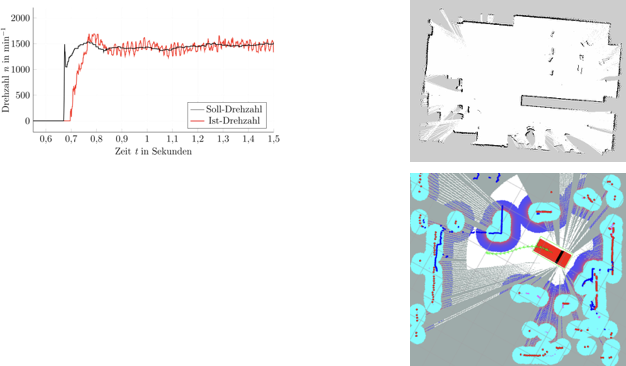 Drehzahl n in min⁻¹
2000
1500
1000
500
0
Soll-Drehzahl
Ist-Drehzahl
0,6 0,7 0,8 0,9 1 1,1 1,2 1,3 1,4 1,5
Zeit t in Sekunden